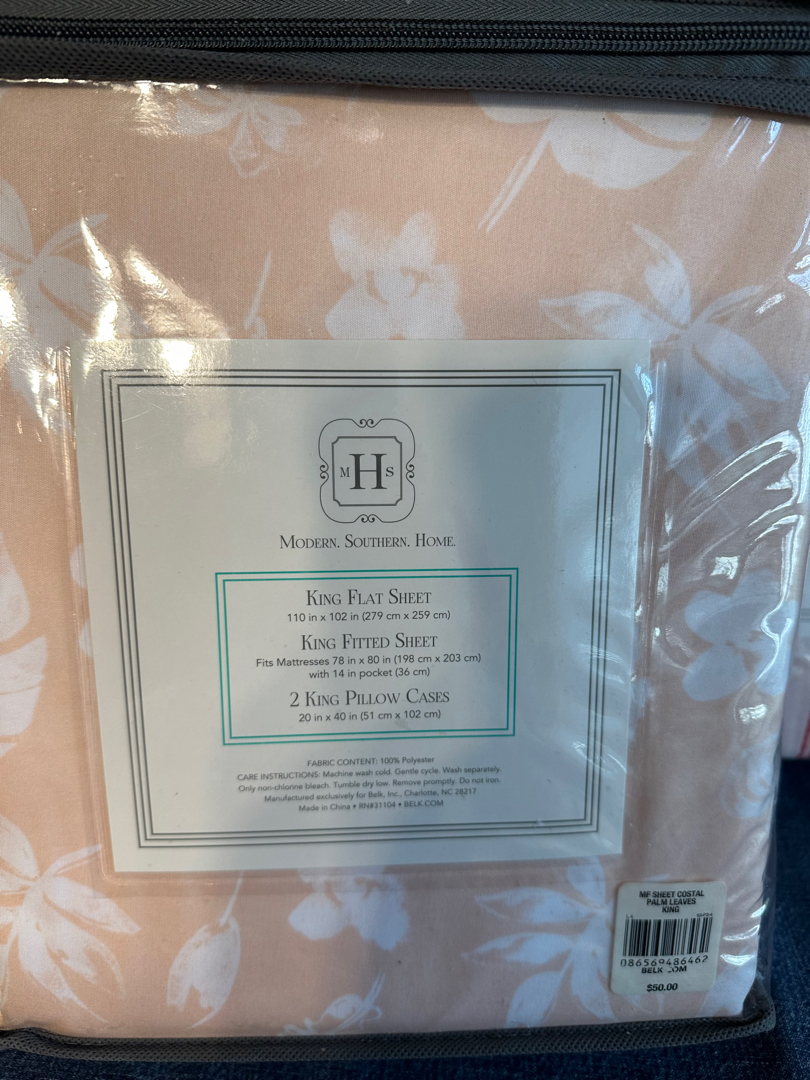 M H S
Modern. Southern. Home.
King Flat Sheet
110 in x 102 in (279 cm x 259 cm)
King Fitted Sheet
Fits Mattresses 78 in x 80 in (198 cm x 203 cm)
with 14 in pocket (36 cm)
2 King Pillow Cases
20 in x 40 in (51 cm x 102 cm)
FABRIC CONTENT: 100% Polyester
CARE INSTRUCTIONS: Machine wash cold. Gentle cycle. Wash separately.
Only non-chlorine bleach. Tumble dry low. Remove promptly. Do not iron.
Manufactured exclusively for Belk, Inc., Charlotte, NC 28217
Made in China • RN#31104 • BELK.COM
MF SHEET COSTAL
PALM LEAVES
KING
086569486462
BELK COM
$50.00